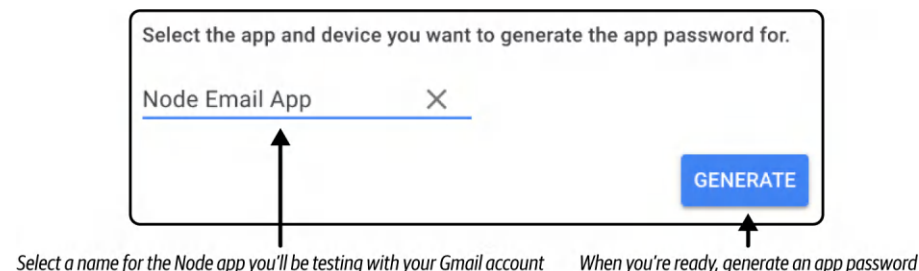 Select the app and device you want to generate the app password for.
Node Email App
GENERATE
Select a name for the Node app you'll be testing with your Gmail account
When you're ready, generate an app password